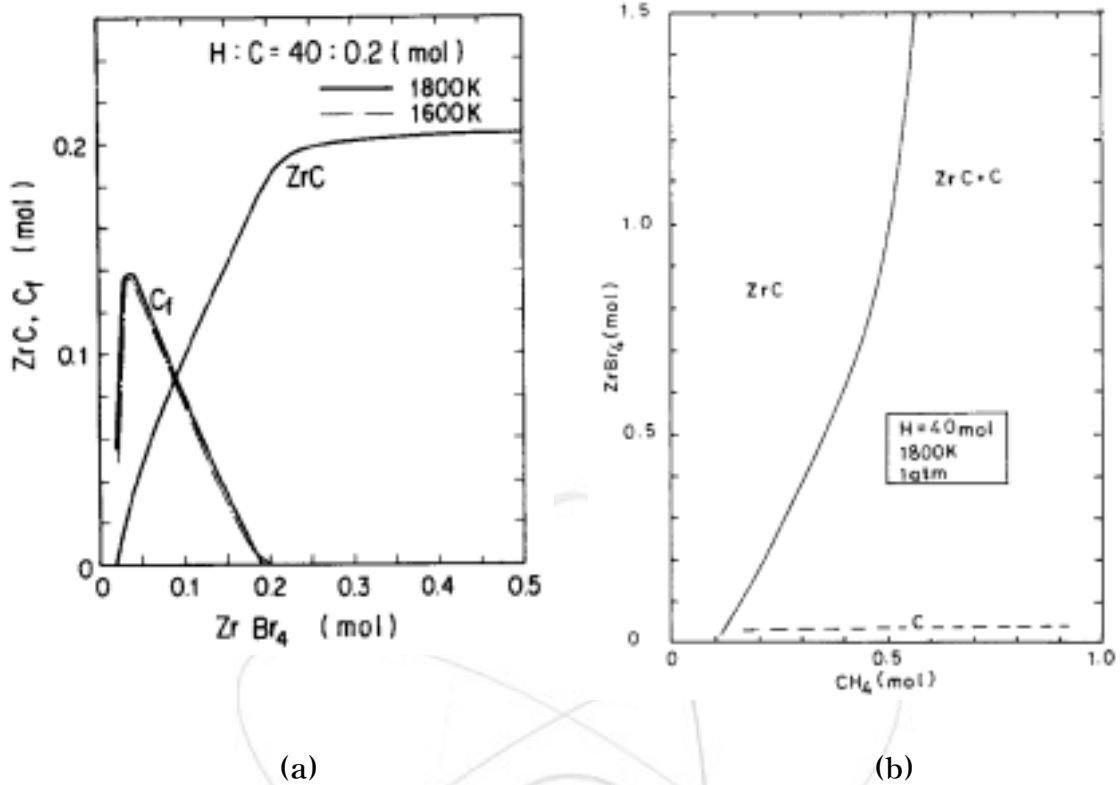 H : C = 40 : 0.2 ( mol )
1800K
1600K
ZrC
Cf
ZrC, Cf (mol)
0.2
0.1
0
0 0.1 0.2 0.3 0.4 0.5
Zr Br4 (mol)
(a)
1.5
1.0
0.5
0
ZrBr4(mol)
ZrC
ZrC+C
H=40mol
1800K
1atm
C
0 0.5 1.0
CH4(mol)
(b)